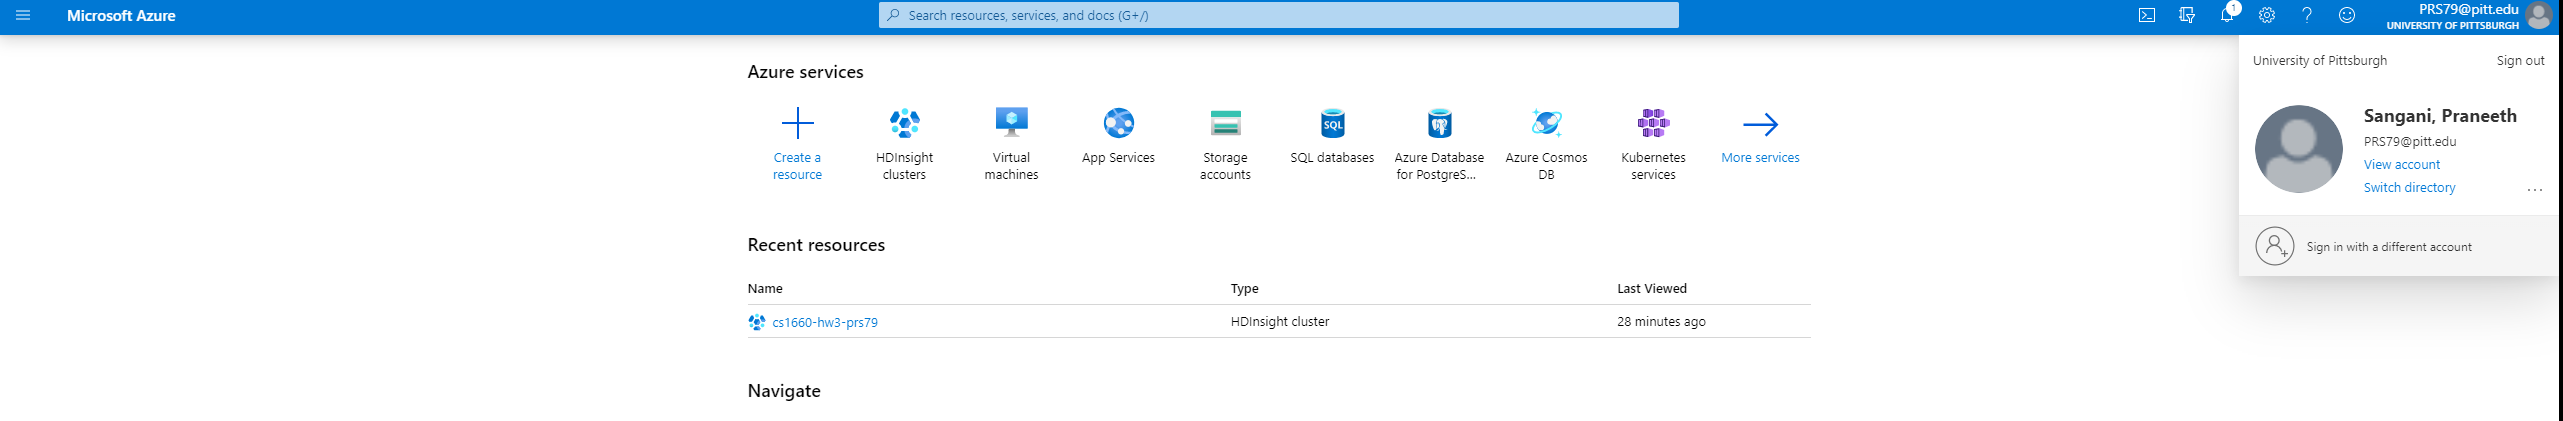 Microsoft Azure
Search resources, services, and docs (G+/)
1
PRS79@pitt.edu
UNIVERSITY OF PITTSBURGH
University of Pittsburgh
Sign out
Sangani, Praneeth
PRS79@pitt.edu
View account
Switch directory
...
Sign in with a different account
Azure services
Create a
resource
HDInsight
clusters
Virtual
machines
App Services
Storage
accounts
SQL
SQL databases
Azure Database
for PostgreS...
Azure Cosmos
DB
Kubernetes
services
More services
Recent resources
Name Type Last Viewed
cs1660-hw3-prs79 HDInsight cluster 28 minutes ago
Navigate